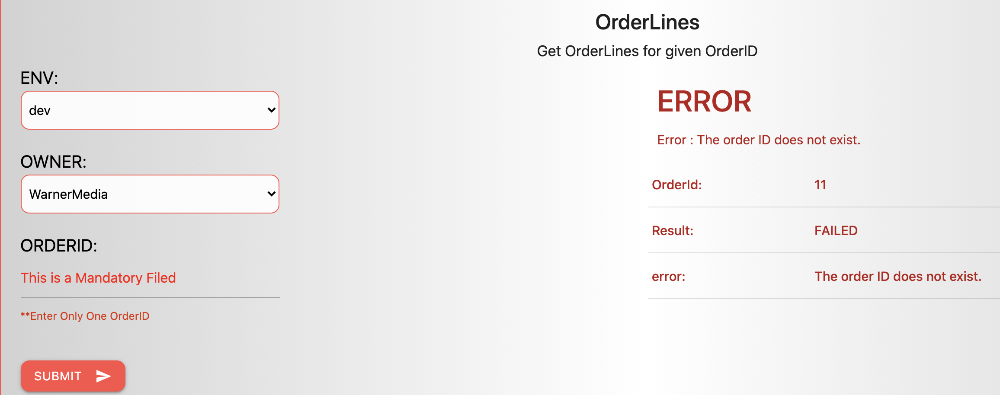 OrderLines
Get OrderLines for given OrderID
ENV:
dev
OWNER:
WarnerMedia
ORDERID:
This is a Mandatory Filed
**Enter Only One OrderID
SUBMIT
ERROR
Error : The order ID does not exist.
OrderId: 11
Result: FAILED
error: The order ID does not exist.